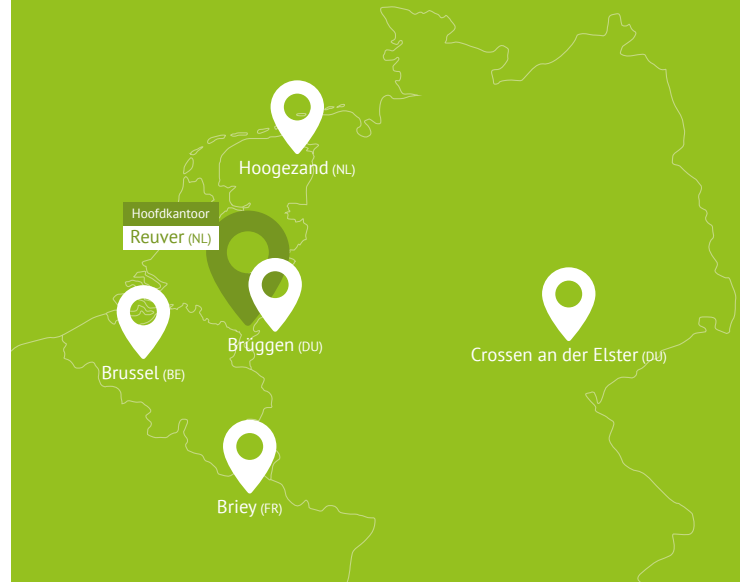 Hoogezand (NL)
Hoofdkantoor
Reuver (NL)
Brüggen (DU)
Crossen an der Elster (DU)
Brussel (BE)
Briey (FR)